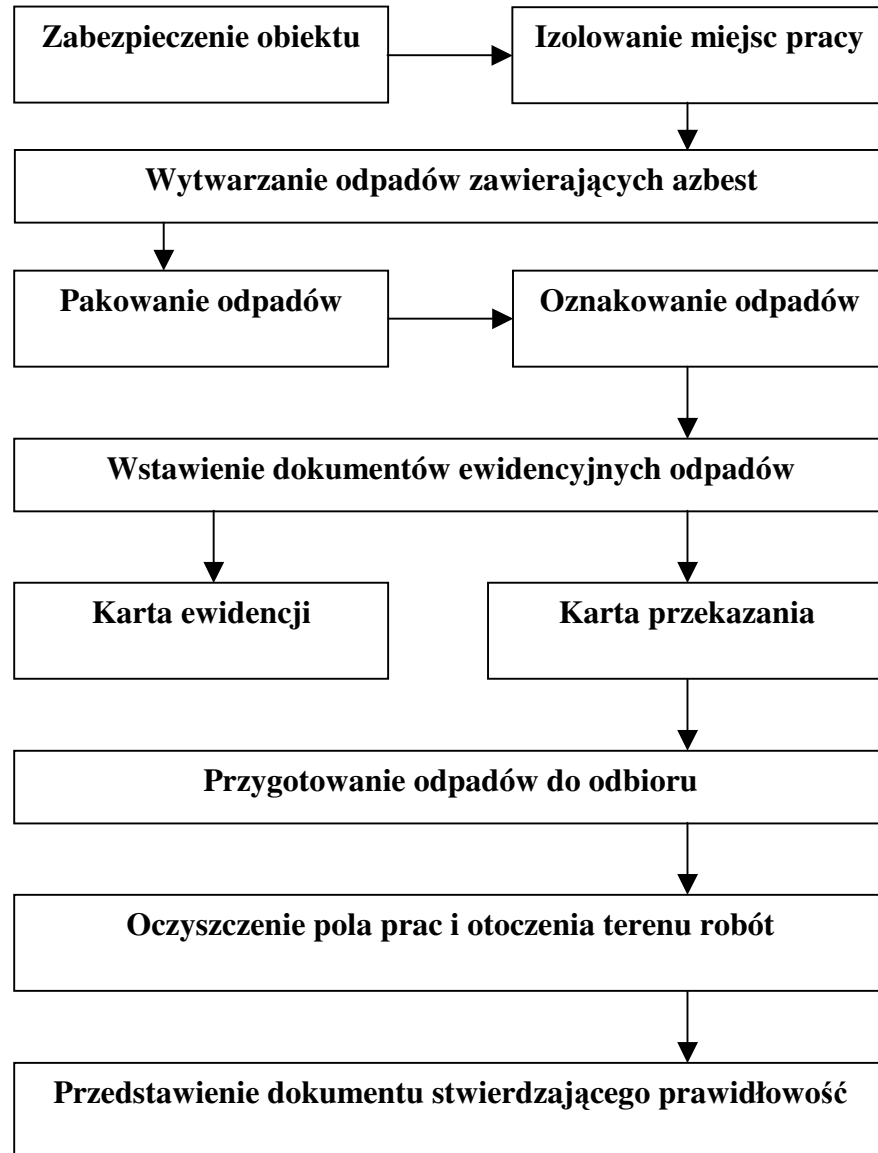 Zabezpieczenie obiektu
Izolowanie miejsc pracy
Wytwarzanie odpadów zawierających azbest
Pakowanie odpadów
Oznakowanie odpadów
Wstawienie dokumentów ewidencyjnych odpadów
Karta ewidencji
Karta przekazania
Przygotowanie odpadów do odbioru
Oczyszczenie pola prac i otoczenia terenu robót
Przedstawienie dokumentu stwierdzającego prawidłowość